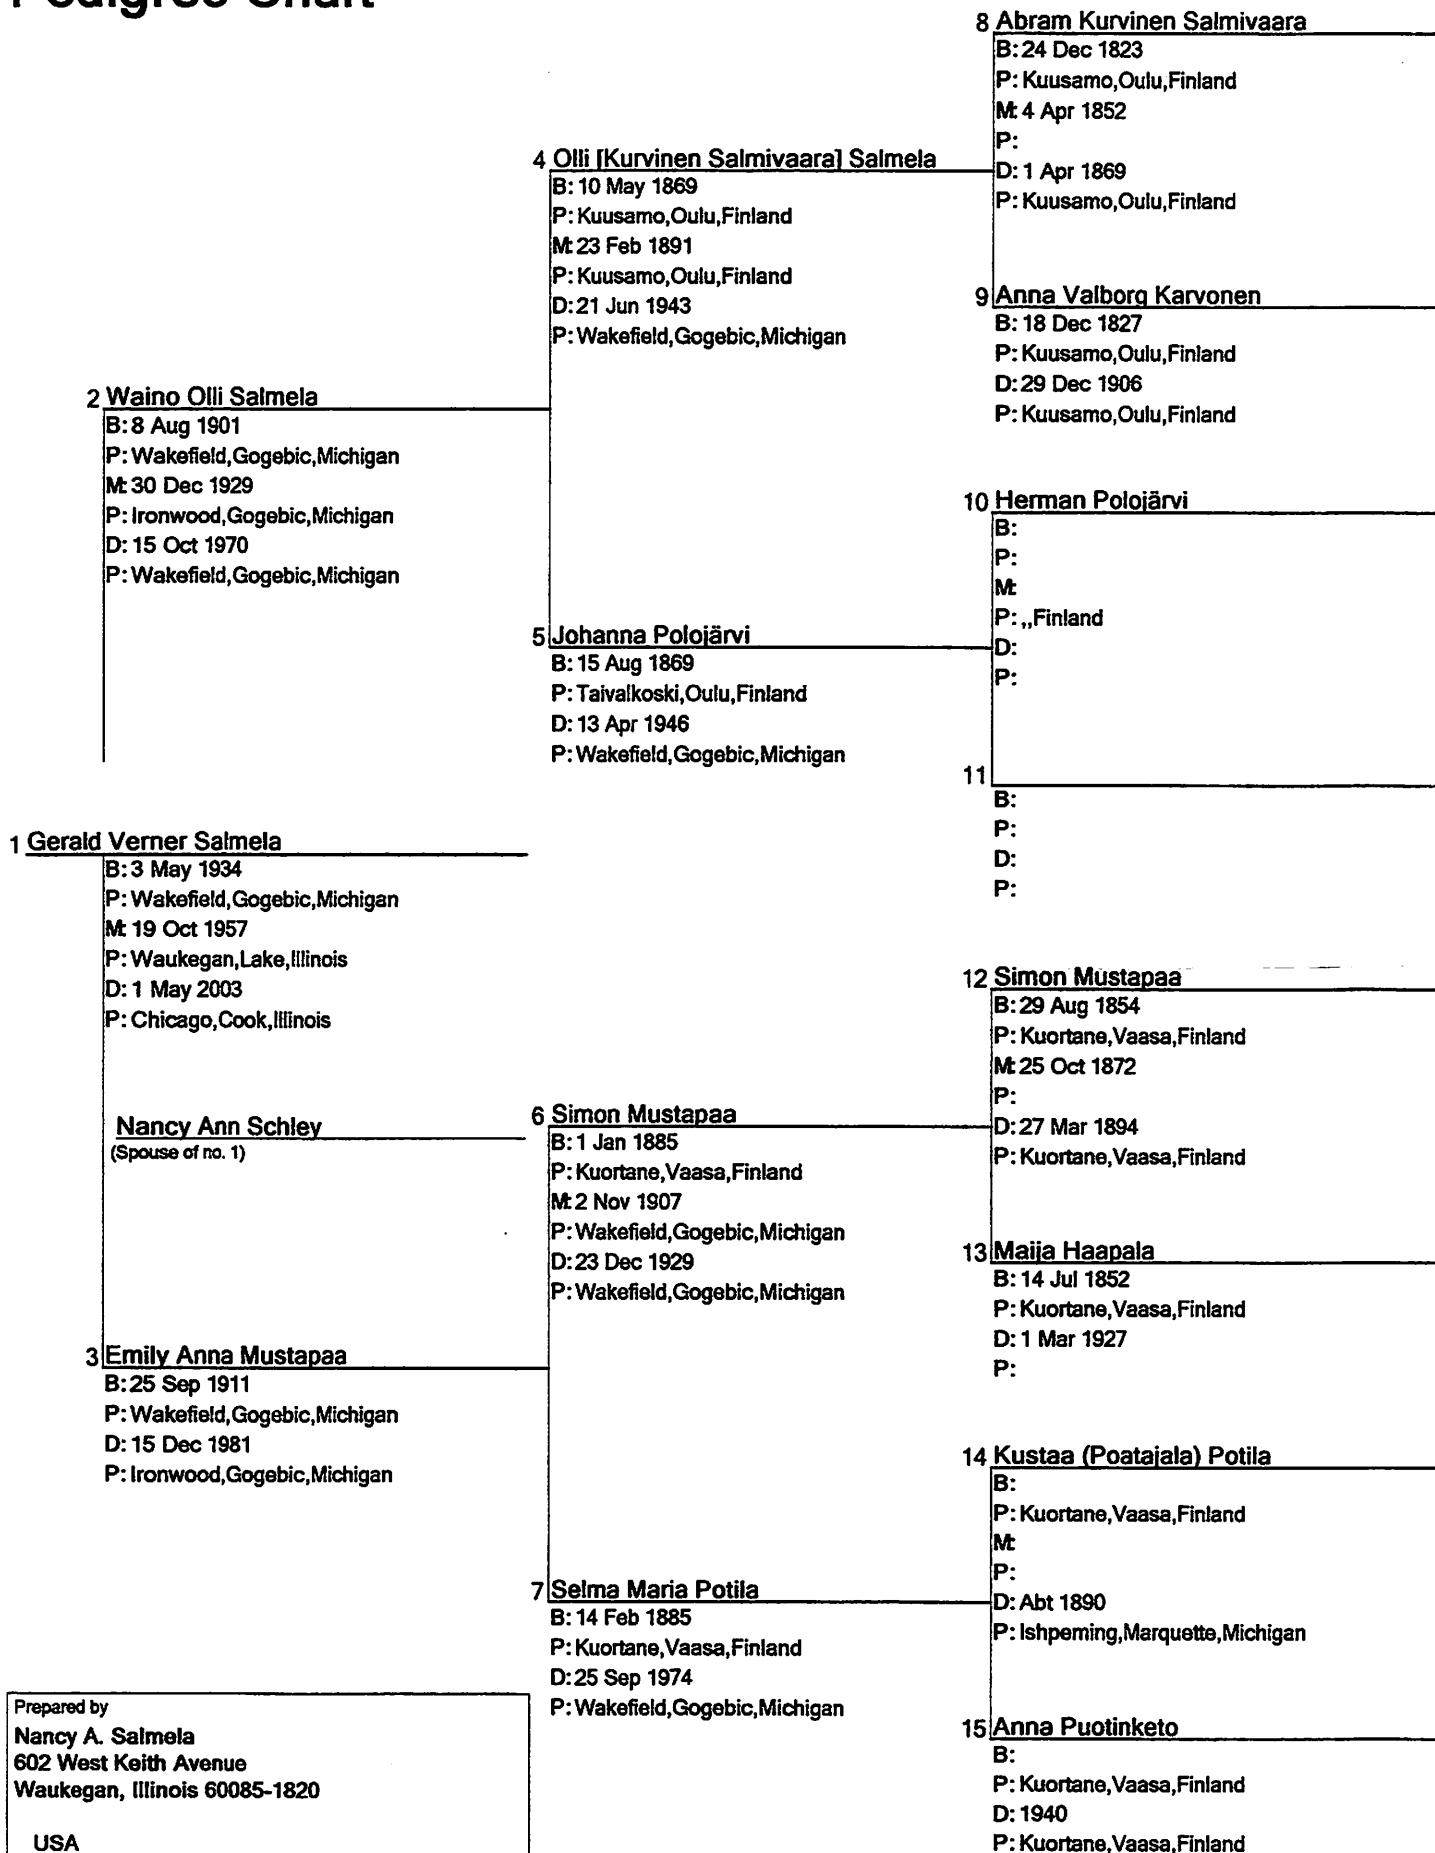 Pedigree Chart
8 Abram Kurvinen Salmivaara
B: 24 Dec 1823
P: Kuusamo,Oulu,Finland
M: 4 Apr 1852
P:
D: 1 Apr 1869
P: Kuusamo,Oulu,Finland
4 Olli [Kurvinen Salmivaara] Salmela
B: 10 May 1869
P: Kuusamo,Oulu,Finland
M: 23 Feb 1891
P: Kuusamo,Oulu,Finland
D: 21 Jun 1943
P: Wakefield,Gogebic,Michigan
9 Anna Valborg Karvonen
B: 18 Dec 1827
P: Kuusamo,Oulu,Finland
D: 29 Dec 1906
P: Kuusamo,Oulu,Finland
2 Waino Olli Salmela
B: 8 Aug 1901
P: Wakefield,Gogebic,Michigan
M: 30 Dec 1929
P: Ironwood,Gogebic,Michigan
D: 15 Oct 1970
P: Wakefield,Gogebic,Michigan
10 Herman Polojärvi
B:
P:
M:
P: ,,Finland
D:
P:
5 Johanna Polojärvi
B: 15 Aug 1869
P: Taivalkoski,Oulu,Finland
D: 13 Apr 1946
P: Wakefield,Gogebic,Michigan
11
B:
P:
D:
P:
1 Gerald Verner Salmela
B: 3 May 1934
P: Wakefield,Gogebic,Michigan
M: 19 Oct 1957
P: Waukegan,Lake,Illinois
D: 1 May 2003
P: Chicago,Cook,Illinois
Nancy Ann Schley
(Spouse of no. 1)
12 Simon Mustapaa
B: 29 Aug 1854
P: Kuortane,Vaasa,Finland
M: 25 Oct 1872
P:
D: 27 Mar 1894
P: Kuortane,Vaasa,Finland
6 Simon Mustapaa
B: 1 Jan 1885
P: Kuortane,Vaasa,Finland
M: 2 Nov 1907
P: Wakefield,Gogebic,Michigan
D: 23 Dec 1929
P: Wakefield,Gogebic,Michigan
13 Maija Haapala
B: 14 Jul 1852
P: Kuortane,Vaasa,Finland
D: 1 Mar 1927
P:
3 Emily Anna Mustapaa
B: 25 Sep 1911
P: Wakefield,Gogebic,Michigan
D: 15 Dec 1981
P: Ironwood,Gogebic,Michigan
14 Kustaa (Poatajala) Potila
B:
P: Kuortane,Vaasa,Finland
M:
P:
D: Abt 1890
P: Ishpeming,Marquette,Michigan
7 Selma Maria Potila
B: 14 Feb 1885
P: Kuortane,Vaasa,Finland
D: 25 Sep 1974
P: Wakefield,Gogebic,Michigan
15 Anna Puotinketo
B:
P: Kuortane,Vaasa,Finland
D: 1940
P: Kuortane,Vaasa,Finland
Prepared by
Nancy A. Salmela
602 West Keith Avenue
Waukegan, Illinois 60085-1820
USA